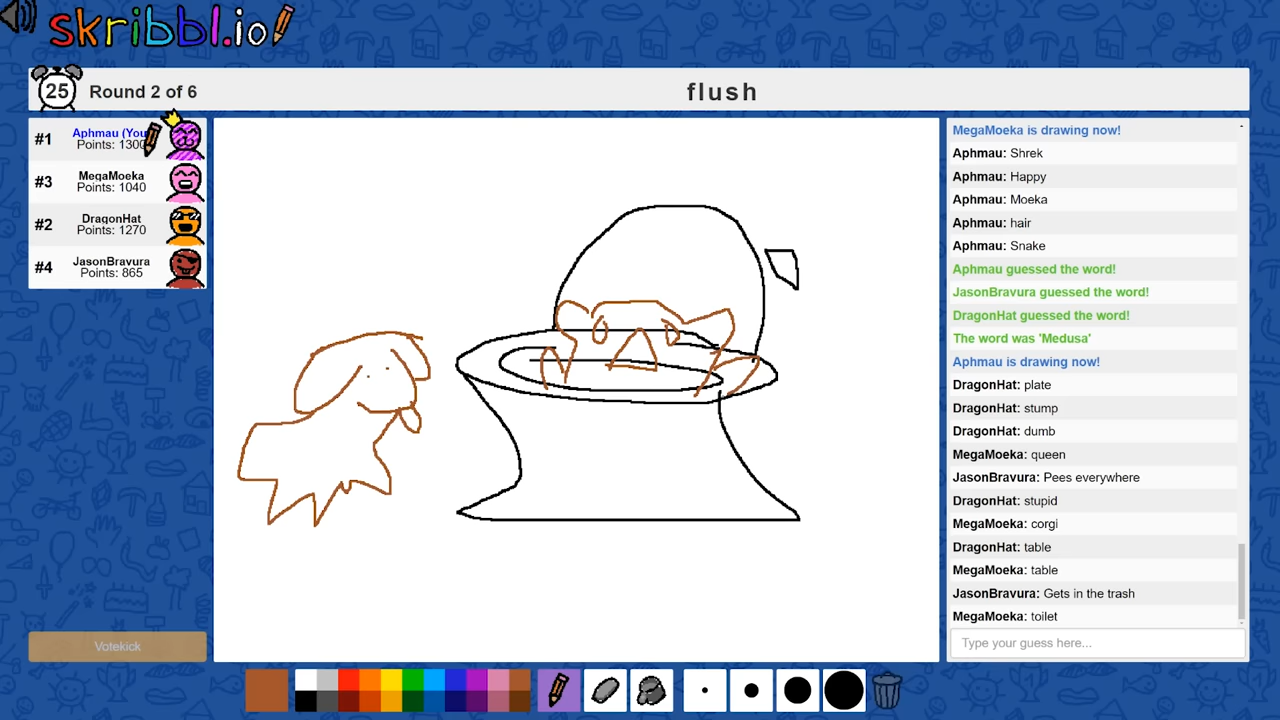 skribbl.io
25
Round 2 of 6
flush
#1
Aphmau (You
Points: 1300
#3
MegaMoeka
Points: 1040
#2
DragonHat
Points: 1270
#4
JasonBravura
Points: 865
Votekick
MegaMoeka is drawing now!
Aphmau: Shrek
Aphmau: Happy
Aphmau: Moeka
Aphmau: hair
Aphmau: Snake
Aphmau guessed the word!
JasonBravura guessed the word!
DragonHat guessed the word!
The word was 'Medusa'
Aphmau is drawing now!
DragonHat: plate
DragonHat: stump
DragonHat: dumb
MegaMoeka: queen
JasonBravura: Pees everywhere
DragonHat: stupid
MegaMoeka: corgi
DragonHat: table
MegaMoeka: table
JasonBravura: Gets in the trash
MegaMoeka: toilet
Type your guess here...